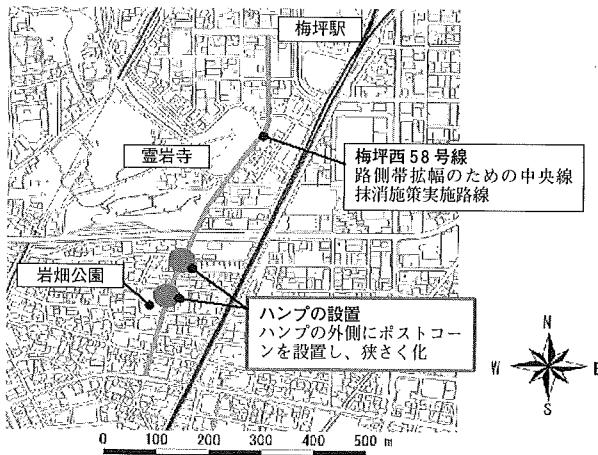 梅坪駅
霊岩寺
梅坪西58号線
路側帯拡幅のための中央線
抹消施策実施路線
岩畑公園
ハンプの設置
ハンプの外側にポストコー
ンを設置し、狭さく化
N
W
E
S
0 100 200 300 400 500 m